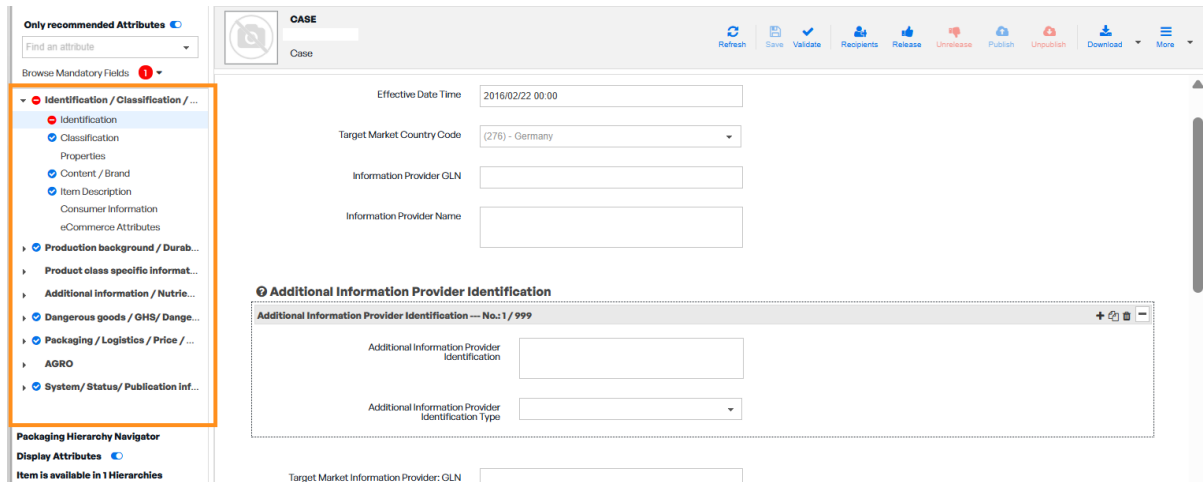 Only recommended Attributes
Find an attribute
Browse Mandatory Fields 1
Identification / Classification / ...
Identification
Classification
Properties
Content / Brand
Item Description
Consumer Information
eCommerce Attributes
Production background / Durab...
Product class specific informat...
Additional information / Nutrie...
Dangerous goods / GHS/ Dange...
Packaging / Logistics / Price / ...
AGRO
System/ Status/ Publication inf...
Packaging Hierarchy Navigator
Display Attributes
Item is available in 1 Hierarchies
CASE
Case
Refresh Save Validate Recipients Release Unrelease Publish Unpublish Download More
Effective Date Time 2016/02/22 00:00
Target Market Country Code (276) - Germany
Information Provider GLN
Information Provider Name
Additional Information Provider Identification
Additional Information Provider Identification --- No.: 1 / 999
Additional Information Provider
Identification
Additional Information Provider
Identification Type
Target Market Information Provider: GLN